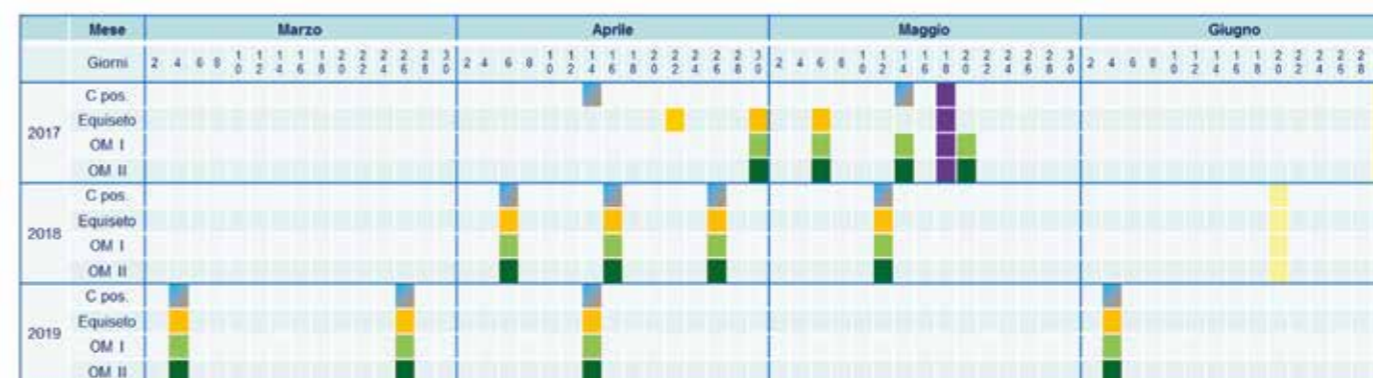 Mese Marzo Aprile Maggio Giugno
Giorni 2 4 6 8 10 12 14 16 18 20 22 24 26 28 30 2 4 6 8 10 12 14 16 18 20 22 24 26 28 30 2 4 6 8 10 12 14 16 18 20 22 24 26 28 30 2 4 6 8 10 12 14 16 18 20 22 24 26 28
2017 C pos.
Equiseto
OM I
OM II
2018 C pos.
Equiseto
OM I
OM II
2019 C pos.
Equiseto
OM I
OM II